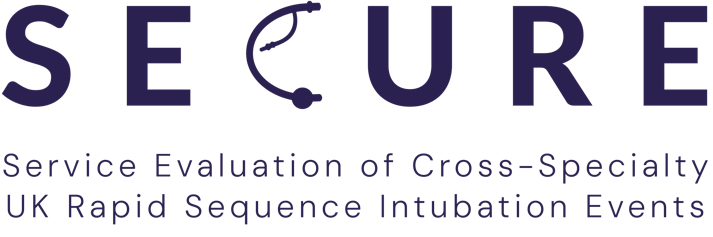 SECURE
Service Evaluation of Cross-Specialty
UK Rapid Sequence Intubation Events